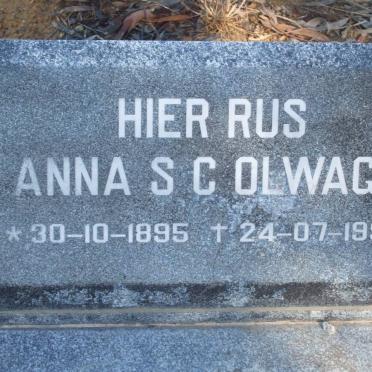 HIER RUS
ANNA S C OLWAG
* 30-10-1895 † 24-07-19